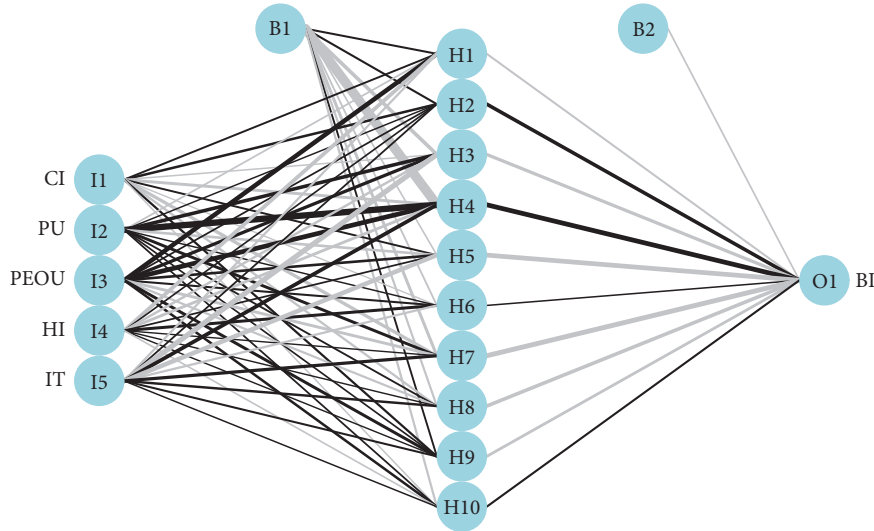 B1
B2
H1
H2
H3
CI I1
H4
PU I2
H5
PEOU I3
O1 BI
H6
HI I4
H7
IT I5
H8
H9
H10